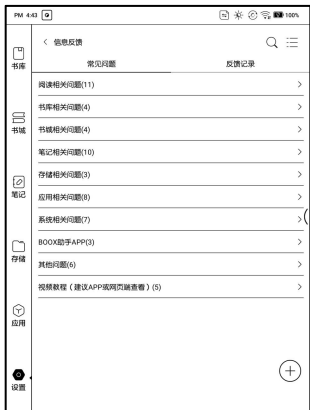 PM 4:43
100%
信息反馈
常见问题
反馈记录
阅读相关问题(11)
书库相关问题(4)
书城相关问题(4)
笔记相关问题(10)
存储相关问题(3)
应用相关问题(8)
系统相关问题(7)
BOOX助手APP(3)
其他问题(6)
视频教程（建议APP或网页端查看）(5)
书库
书城
笔记
存储
应用
设置